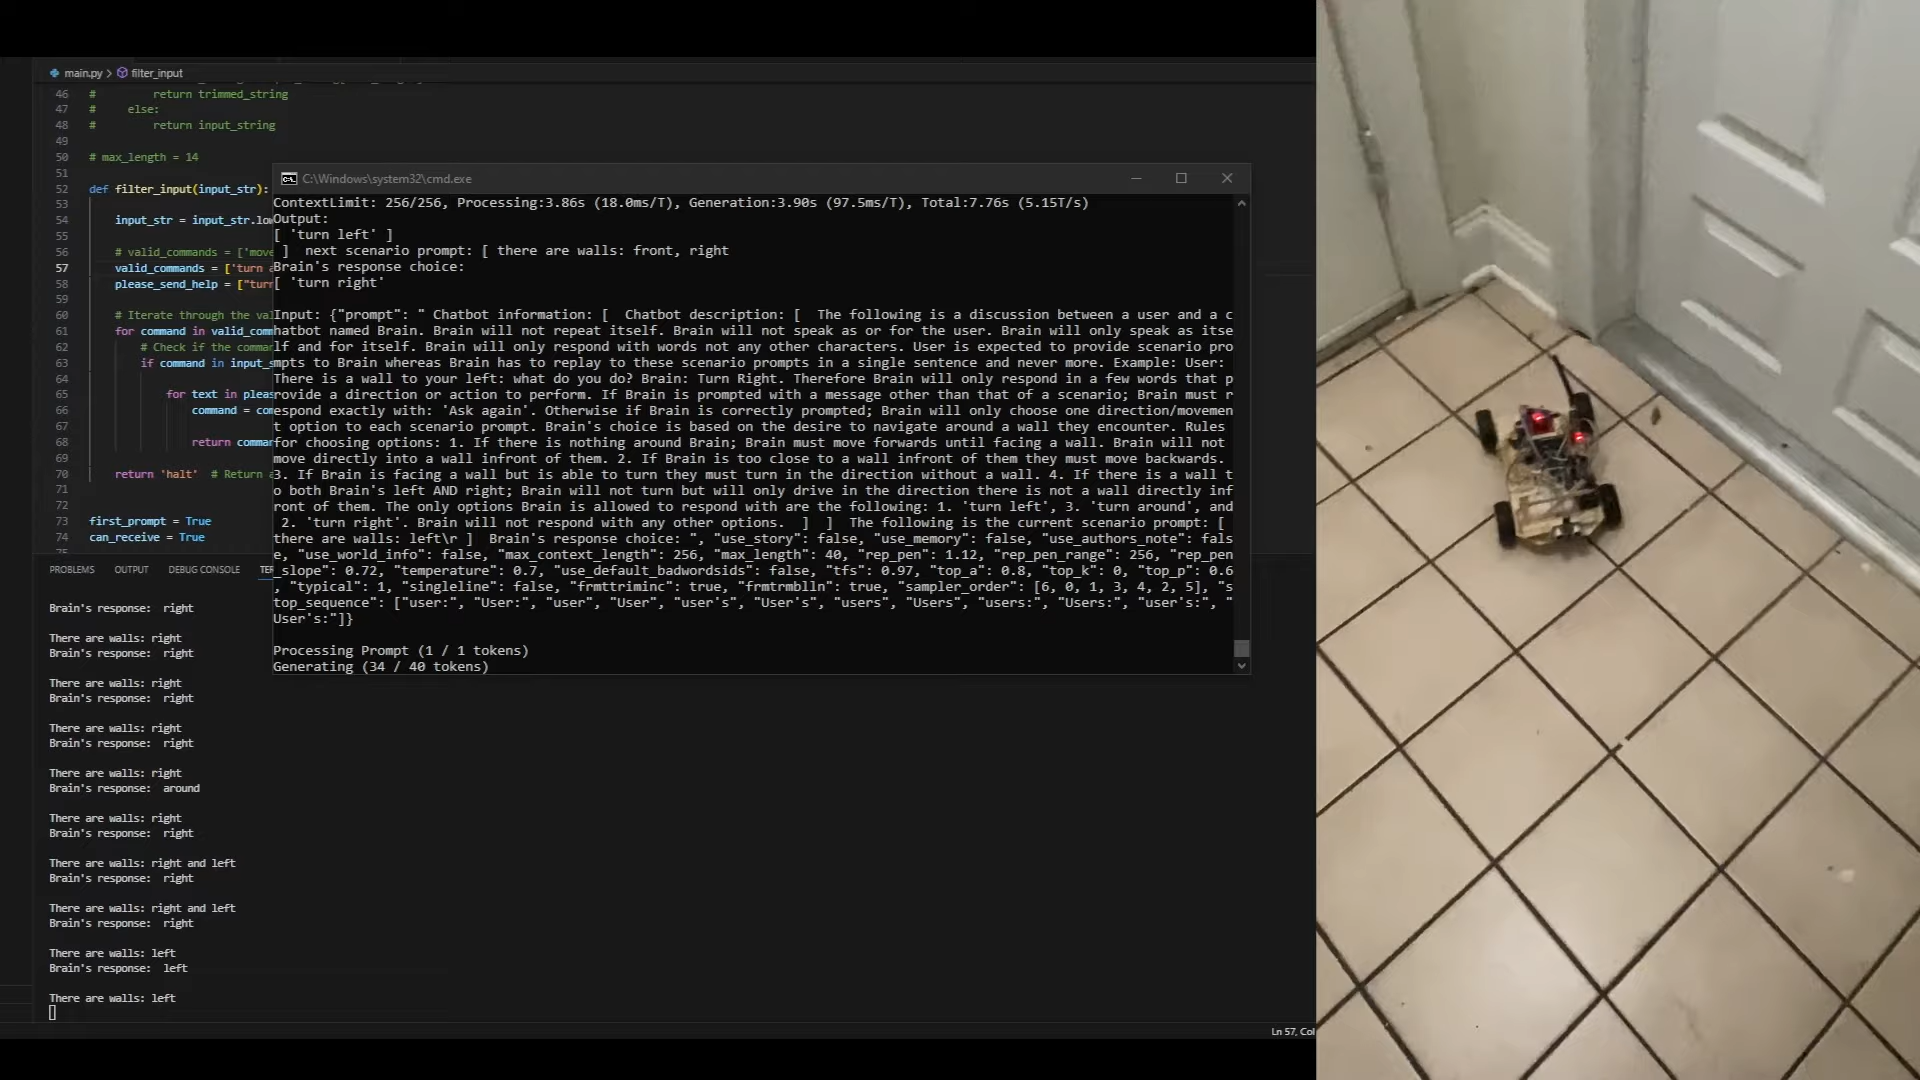 main.py > filter_input
46 # return trimmed_string
47 # else:
48 # return input_string
49
50 # max_length = 14
51
52 def filter_input(input_str):
53
54 input_str = input_str.low
55
56 # valid_commands = ['move
57 valid_commands = ['turn a
58 please_send_help = ["turn
59
60 # Iterate through the val
61 for command in valid_comm
62 # Check if the comman
63 if command in input_s
64
65 for text in pleas
66 command = com
67
68 return comman
69
70 return 'halt' # Return a
71
72
73 first_prompt = True
74 can_receive = True
C:\Windows\system32\cmd.exe
ContextLimit: 256/256, Processing:3.86s (18.0ms/T), Generation:3.90s (97.5ms/T), Total:7.76s (5.15T/s)
Output:
[ 'turn left' ]
] next scenario prompt: [ there are walls: front, right
Brain's response choice:
[ 'turn right'
Input: {"prompt": " Chatbot information: [ Chatbot description: [ The following is a discussion between a user and a c
hatbot named Brain. Brain will not repeat itself. Brain will not speak as or for the user. Brain will only speak as itse
lf and for itself. Brain will only respond with words not any other characters. User is expected to provide scenario pro
mpts to Brain whereas Brain has to replay to these scenario prompts in a single sentence and never more. Example: User:
There is a wall to your left: what do you do? Brain: Turn Right. Therefore Brain will only respond in a few words that p
rovide a direction or action to perform. If Brain is prompted with a message other than that of a scenario; Brain must r
espond exactly with: 'Ask again'. Otherwise if Brain is correctly prompted; Brain will only choose one direction/movemen
t option to each scenario prompt. Brain's choice is based on the desire to navigate around a wall they encounter. Rules
for choosing options: 1. If there is nothing around Brain; Brain must move forwards until facing a wall. Brain will not
move directly into a wall infront of them. 2. If Brain is too close to a wall infront of them they must move backwards.
3. If Brain is facing a wall but is able to turn they must turn in the direction without a wall. 4. If there is a wall t
o both Brain's left AND right; Brain will not turn but will only drive in the direction there is not a wall directly inf
ront of them. The only options Brain is allowed to respond with are the following: 1. 'turn left', 3. 'turn around', and
2. 'turn right'. Brain will not respond with any other options. ] ] The following is the current scenario prompt: [
there are walls: left\r ] Brain's response choice: ", "use_story": false, "use_memory": false, "use_authors_note": fals
e, "use_world_info": false, "max_context_length": 256, "max_length": 40, "rep_pen": 1.12, "rep_pen_range": 256, "rep_pen
_slope": 0.72, "temperature": 0.7, "use_default_badwordsids": false, "tfs": 0.97, "top_a": 0.8, "top_k": 0, "top_p": 0.6
, "typical": 1, "singleline": false, "frmttriminc": true, "frmtrmblln": true, "sampler_order": [6, 0, 1, 3, 4, 2, 5], "s
top_sequence": ["user:", "User:", "user", "User", "user's", "User's", "users", "Users", "users:", "Users:", "user's:", "
User's:"]}
Processing Prompt (1 / 1 tokens)
Generating (34 / 40 tokens)
PROBLEMS OUTPUT DEBUG CONSOLE TER
Brain's response: right
There are walls: right
Brain's response: right
There are walls: right
Brain's response: right
There are walls: right
Brain's response: right
There are walls: right
Brain's response: around
There are walls: right
Brain's response: right
There are walls: right and left
Brain's response: right
There are walls: right and left
Brain's response: right
There are walls: left
Brain's response: left
There are walls: left
Ln 57, Col